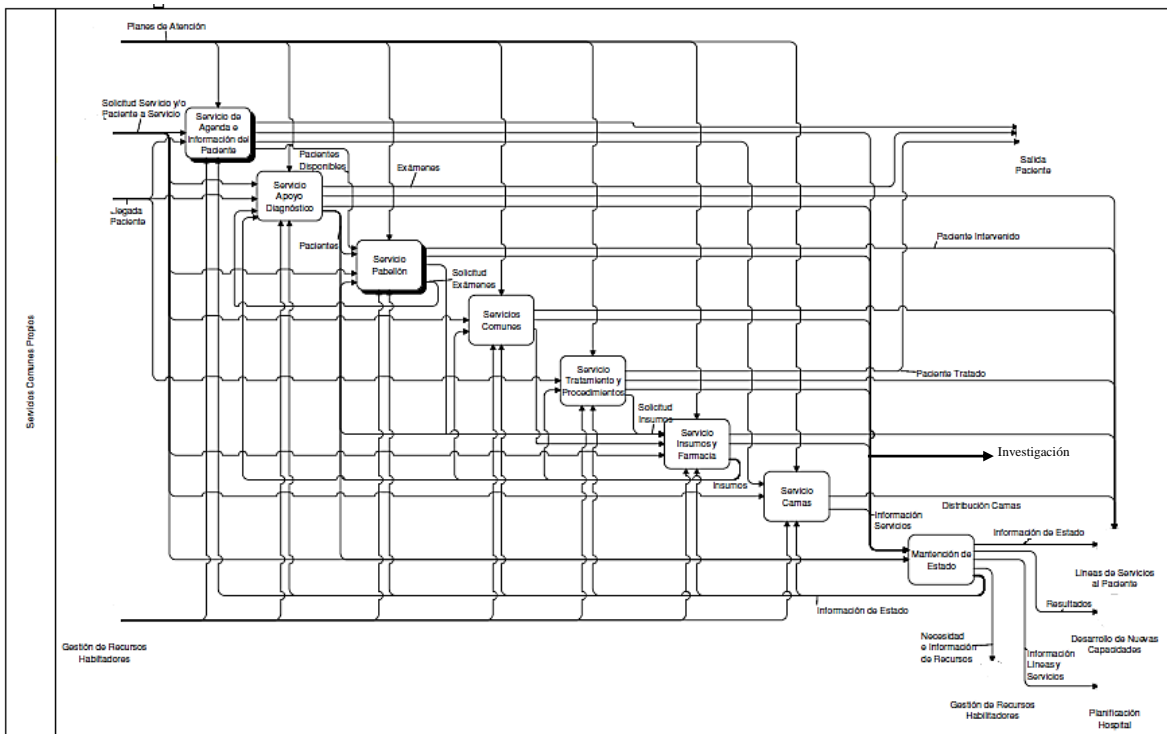 Planes de Atención
Solicitud Servicio y/o
Paciente a Servicio
Servicio de
Agenda e
Información del
Paciente
Pacientes
Disponibles
Exámenes
Salida
Paciente
Servicio
Apoyo
Diagnóstico
Llegada
Paciente
Pacientes
Paciente Intervenido
Servicio
Pabellón
Solicitud
Exámenes
Servicios
Comunes
Servicios Comunes Propios
Servicio
Tratamiento y
Procedimientos
Paciente Tratado
Solicitud
Insumos
Servicio
Insumos y
Farmacia
Investigación
Insumos
Servicio
Camas
Distribución Camas
Información
Servicios
Información de Estado
Mantención de
Estado
Líneas de Servicios
al Paciente
Información de Estado
Resultados
Necesidad
e Información
de Recursos
Desarrollo de Nuevas
Capacidades
Gestión de Recursos
Habilitadores
Información
Líneas y
Servicios
Gestión de Recursos
Habilitadores
Planificación
Hospital